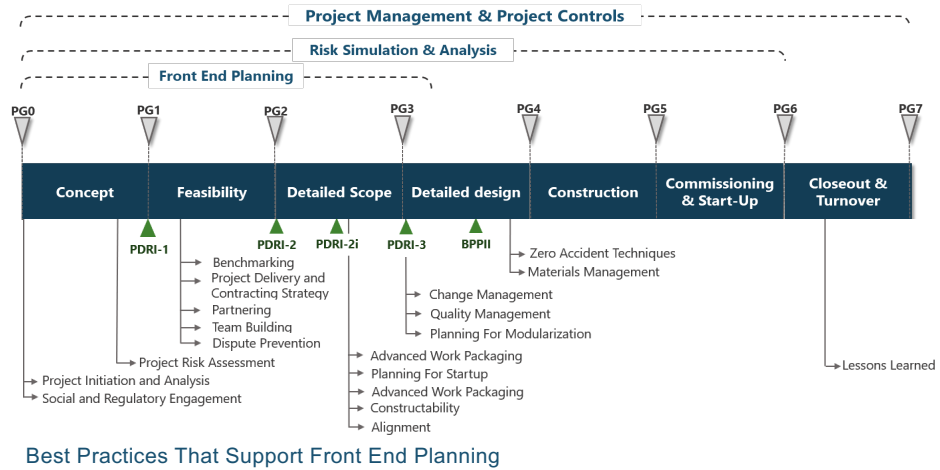 Project Management & Project Controls
Risk Simulation & Analysis
Front End Planning
PG0 PG1 PG2 PG3 PG4 PG5 PG6 PG7
Concept
Feasibility
Detailed Scope
Detailed design
Construction
Commissioning
& Start-Up
Closeout &
Turnover
PDRI-1
PDRI-2
PDRI-2i
PDRI-3
BPPII
Zero Accident Techniques
Materials Management
Benchmarking
Project Delivery and
Contracting Strategy
Partnering
Team Building
Dispute Prevention
Change Management
Quality Management
Planning For Modularization
Project Risk Assessment
Advanced Work Packaging
Planning For Startup
Advanced Work Packaging
Constructability
Alignment
Lessons Learned
Project Initiation and Analysis
Social and Regulatory Engagement
Best Practices That Support Front End Planning